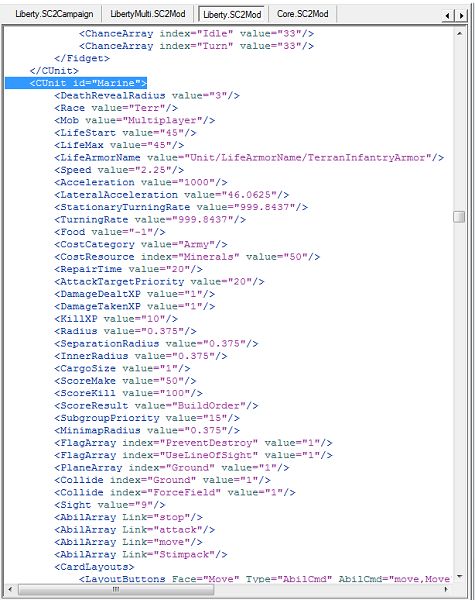 Liberty.SC2Campaign LibertyMulti.SC2Mod Liberty.SC2Mod Core.SC2Mod
<ChanceArray index="Idle" value="33"/>
<ChanceArray index="Turn" value="33"/>
</Fidget>
</CUnit>
<CUnit id="Marine">
<DeathRevealRadius value="3"/>
<Race value="Terr"/>
<Mob value="Multiplayer"/>
<LifeStart value="45"/>
<LifeMax value="45"/>
<LifeArmorName value="Unit/LifeArmorName/TerranInfantryArmor"/>
<Speed value="2.25"/>
<Acceleration value="1000"/>
<LateralAcceleration value="46.0625"/>
<StationaryTurningRate value="999.8437"/>
<TurningRate value="999.8437"/>
<Food value="-1"/>
<CostCategory value="Army"/>
<CostResource index="Minerals" value="50"/>
<RepairTime value="20"/>
<AttackTargetPriority value="20"/>
<DamageDealtXP value="1"/>
<DamageTakenXP value="1"/>
<KillXP value="10"/>
<Radius value="0.375"/>
<SeparationRadius value="0.375"/>
<InnerRadius value="0.375"/>
<CargoSize value="1"/>
<ScoreMake value="50"/>
<ScoreKill value="100"/>
<ScoreResult value="BuildOrder"/>
<SubgroupPriority value="15"/>
<MinimapRadius value="0.375"/>
<FlagArray index="PreventDestroy" value="1"/>
<FlagArray index="UseLineOfSight" value="1"/>
<PlaneArray index="Ground" value="1"/>
<Collide index="Ground" value="1"/>
<Collide index="ForceField" value="1"/>
<Sight value="9"/>
<AbilArray Link="stop"/>
<AbilArray Link="attack"/>
<AbilArray Link="move"/>
<AbilArray Link="Stimpack"/>
<CardLayouts>
<LayoutButtons Face="Move" Type="AbilCmd" AbilCmd="move,Move